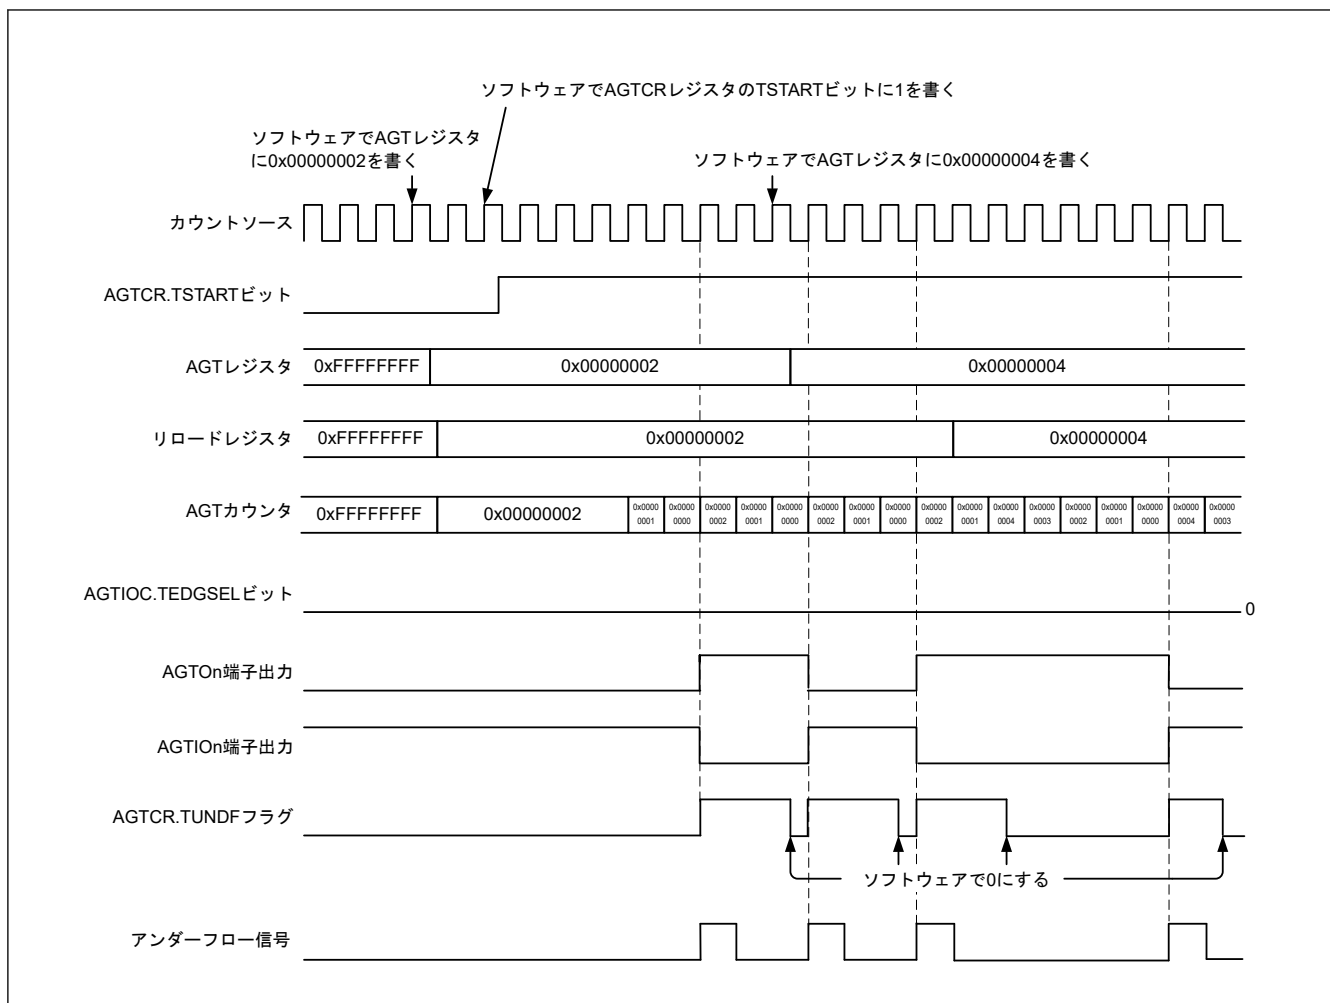 ソフトウェアでAGTCRレジスタのTSTARTビットに1を書く
ソフトウェアでAGTレジスタ
に0x00000002を書く
ソフトウェアでAGTレジスタに0x00000004を書く
カウントソース
AGTCR.TSTARTビット
AGTレジスタ 0xFFFFFFFF 0x00000002 0x00000004
リロードレジスタ 0xFFFFFFFF 0x00000002 0x00000004
AGTカウンタ 0xFFFFFFFF 0x00000002 0x0000 0x0000 0x0000 0x0000 0x0000 0x0000 0x0000 0x0000 0x0000 0x0000 0x0000 0x0000 0x0000 0x0000 0x0000 0x0000 0x0000
0001 0000 0002 0001 0000 0002 0001 0000 0002 0001 0004 0003 0002 0001 0000 0004 0003
AGTIOC.TEDGSELビット 0
AGTOn端子出力
AGTIOn端子出力
AGTCR.TUNDFフラグ
ソフトウェアで0にする
アンダーフロー信号